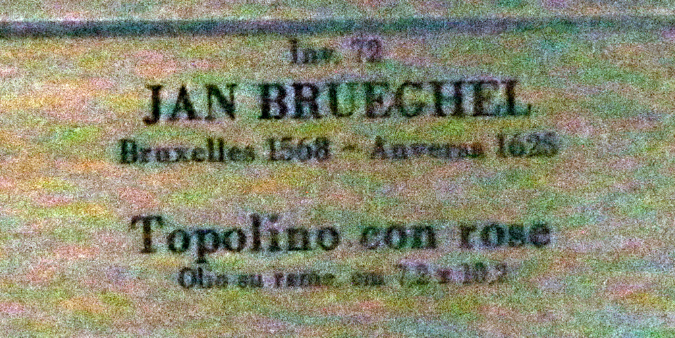 Inv. 72
JAN BRUEGHEL
Bruxelles 1568 - Anversa 1625
Topolino con rose
Olio su rame, cm 7,2 x 10,2